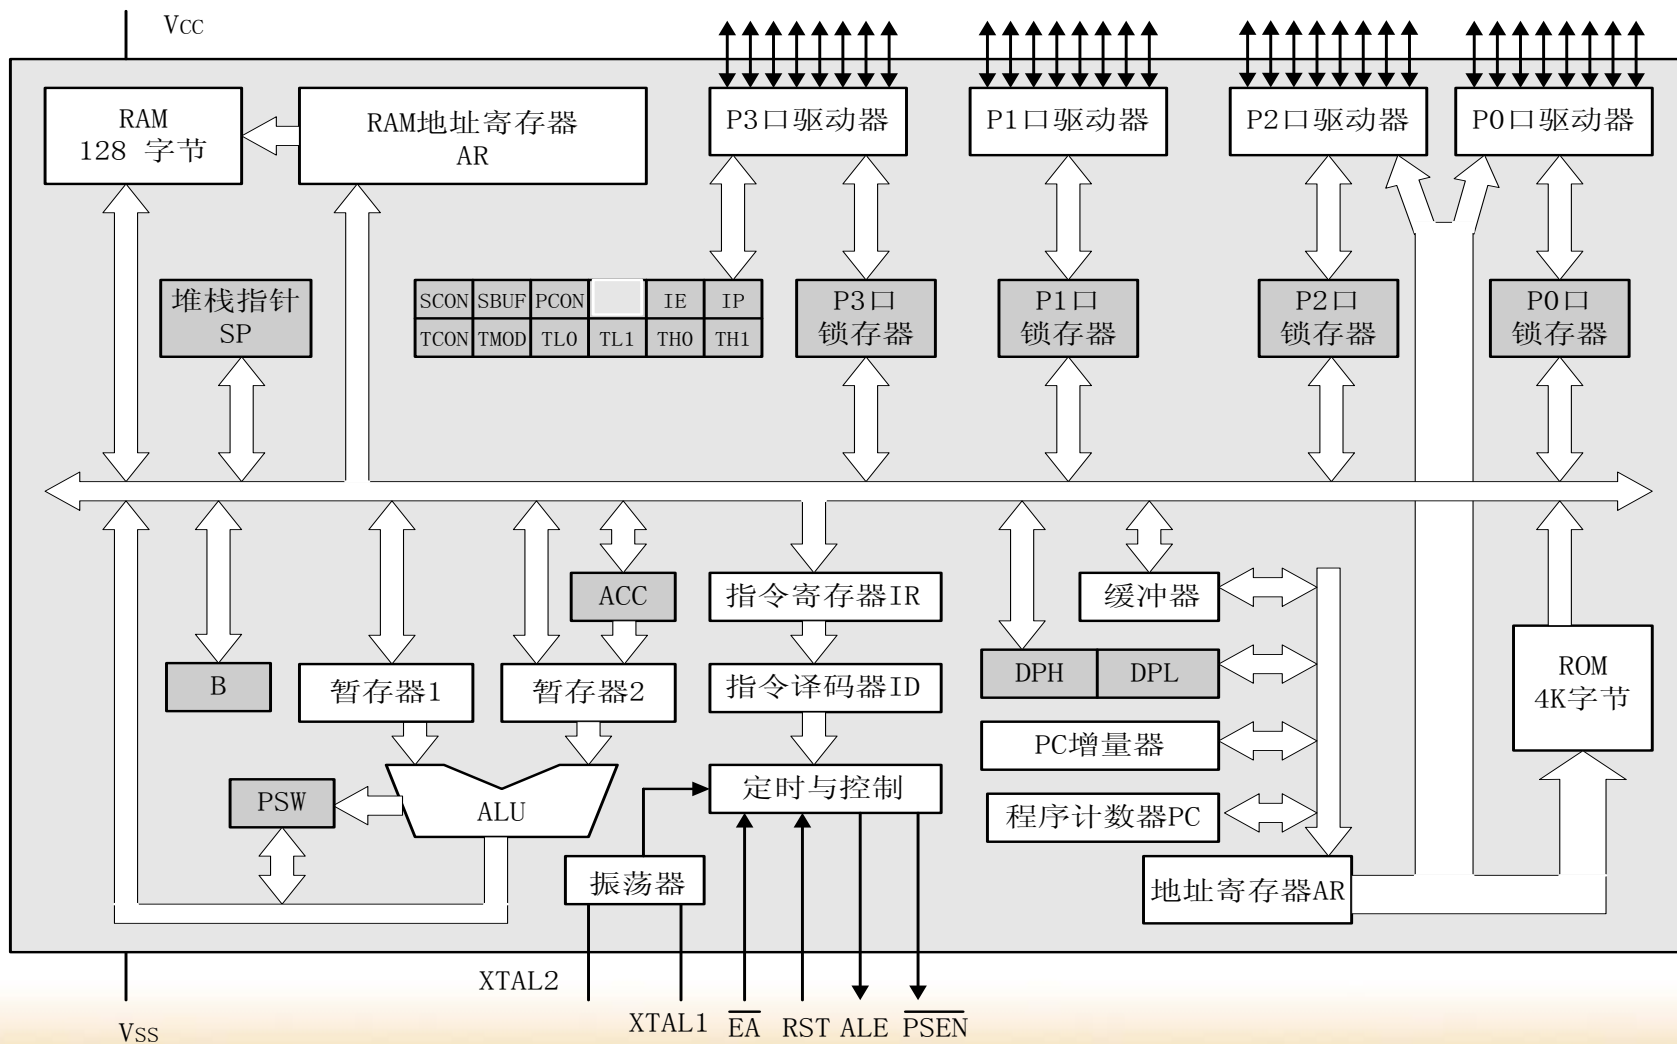 VCC
RAM
128 字节
RAM地址寄存器
AR
P3口驱动器
P1口驱动器
P2口驱动器
P0口驱动器
堆栈指针
SP
SCON SBUF PCON IE IP
TCON TMOD TL0 TL1 TH0 TH1
P3口
锁存器
P1口
锁存器
P2口
锁存器
P0口
锁存器
ACC
指令寄存器IR
缓冲器
B
暂存器1
暂存器2
指令译码器ID
DPH
DPL
ROM
4K字节
PC增量器
PSW
ALU
定时与控制
程序计数器PC
振荡器
地址寄存器AR
XTAL2
XTAL1
E̅A̅
RST
ALE
P̅S̅E̅N̅
VSS